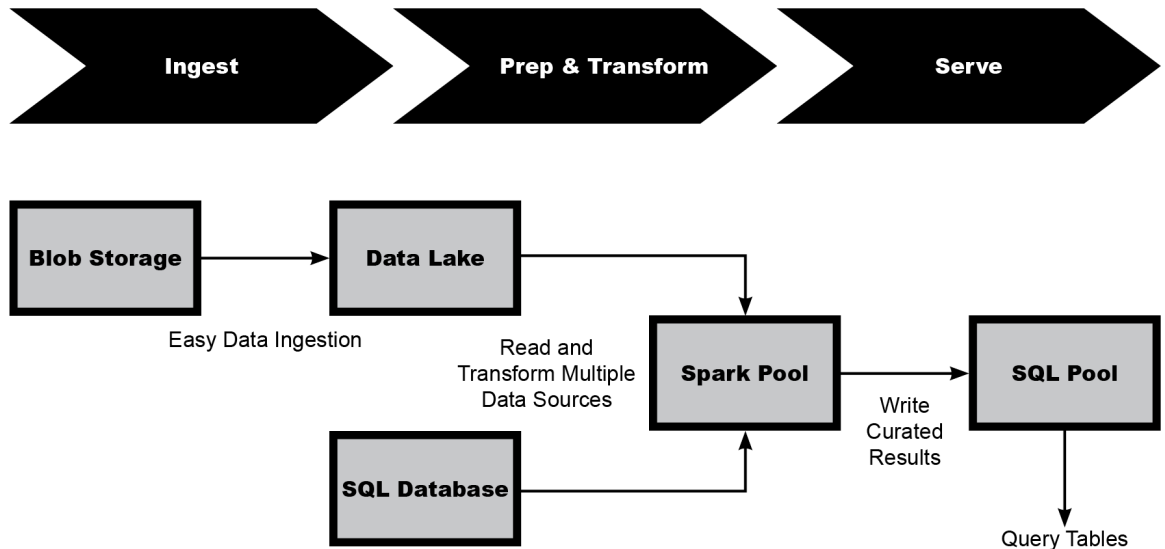 Ingest
Prep & Transform
Serve
Blob Storage
Data Lake
Easy Data Ingestion
Read and
Transform Multiple
Data Sources
Spark Pool
SQL Pool
Write
Curated
Results
SQL Database
Query Tables